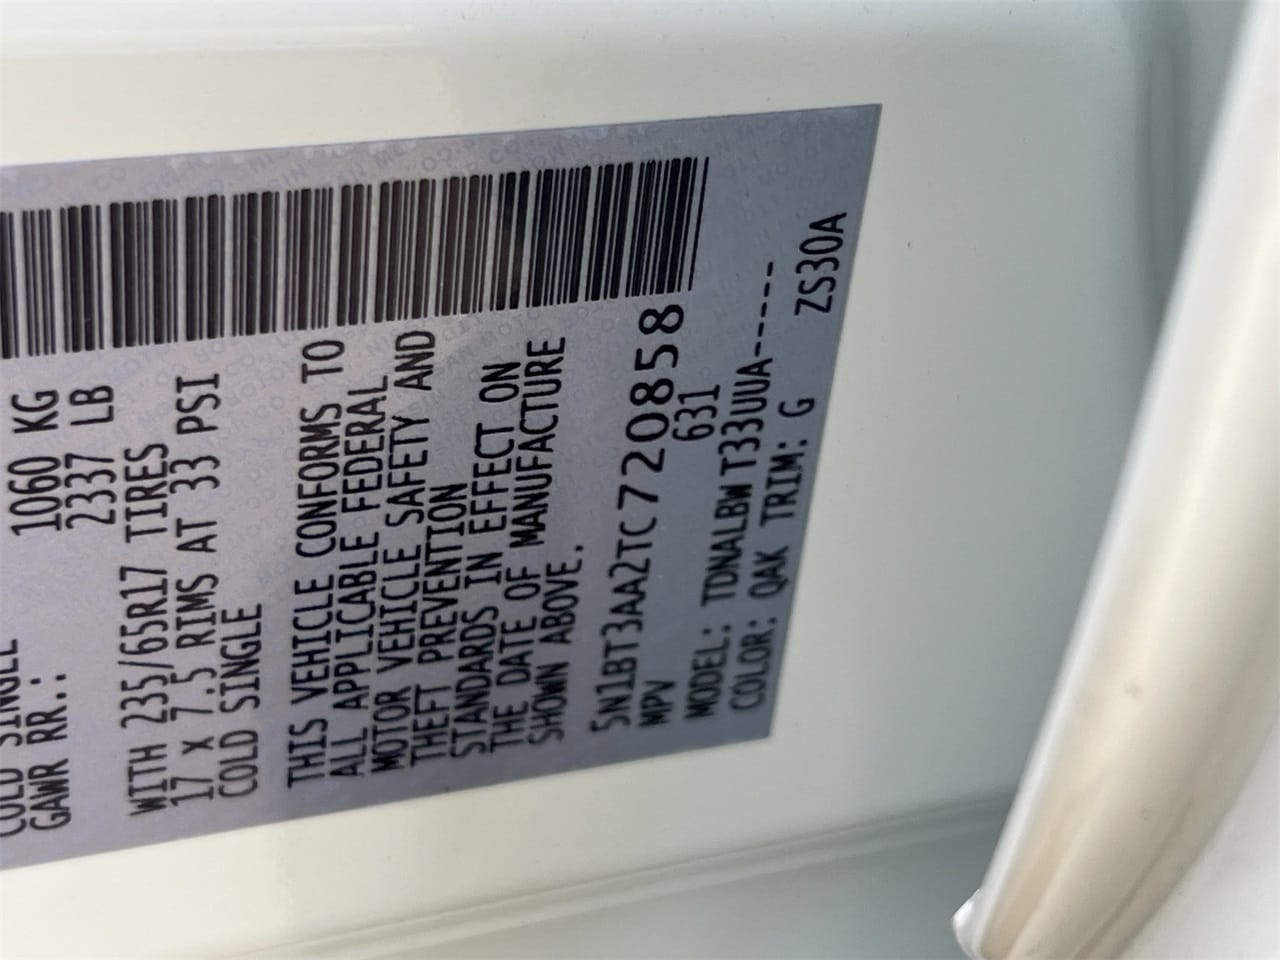 COLD SINGLE
GAWR RR.: 1060 KG
2337 LB
WITH 235/65R17 TIRES
17 X 7.5 RIMS AT 33 PSI
COLD SINGLE
THIS VEHICLE CONFORMS TO
ALL APPLICABLE FEDERAL
MOTOR VEHICLE SAFETY AND
THEFT PREVENTION
STANDARDS IN EFFECT ON
THE DATE OF MANUFACTURE
SHOWN ABOVE.
5N1BT3AA2TC720858
MPV 631
MODEL: TDNALBW T33UUA------
COLOR: QAK TRIM: G ZS30A